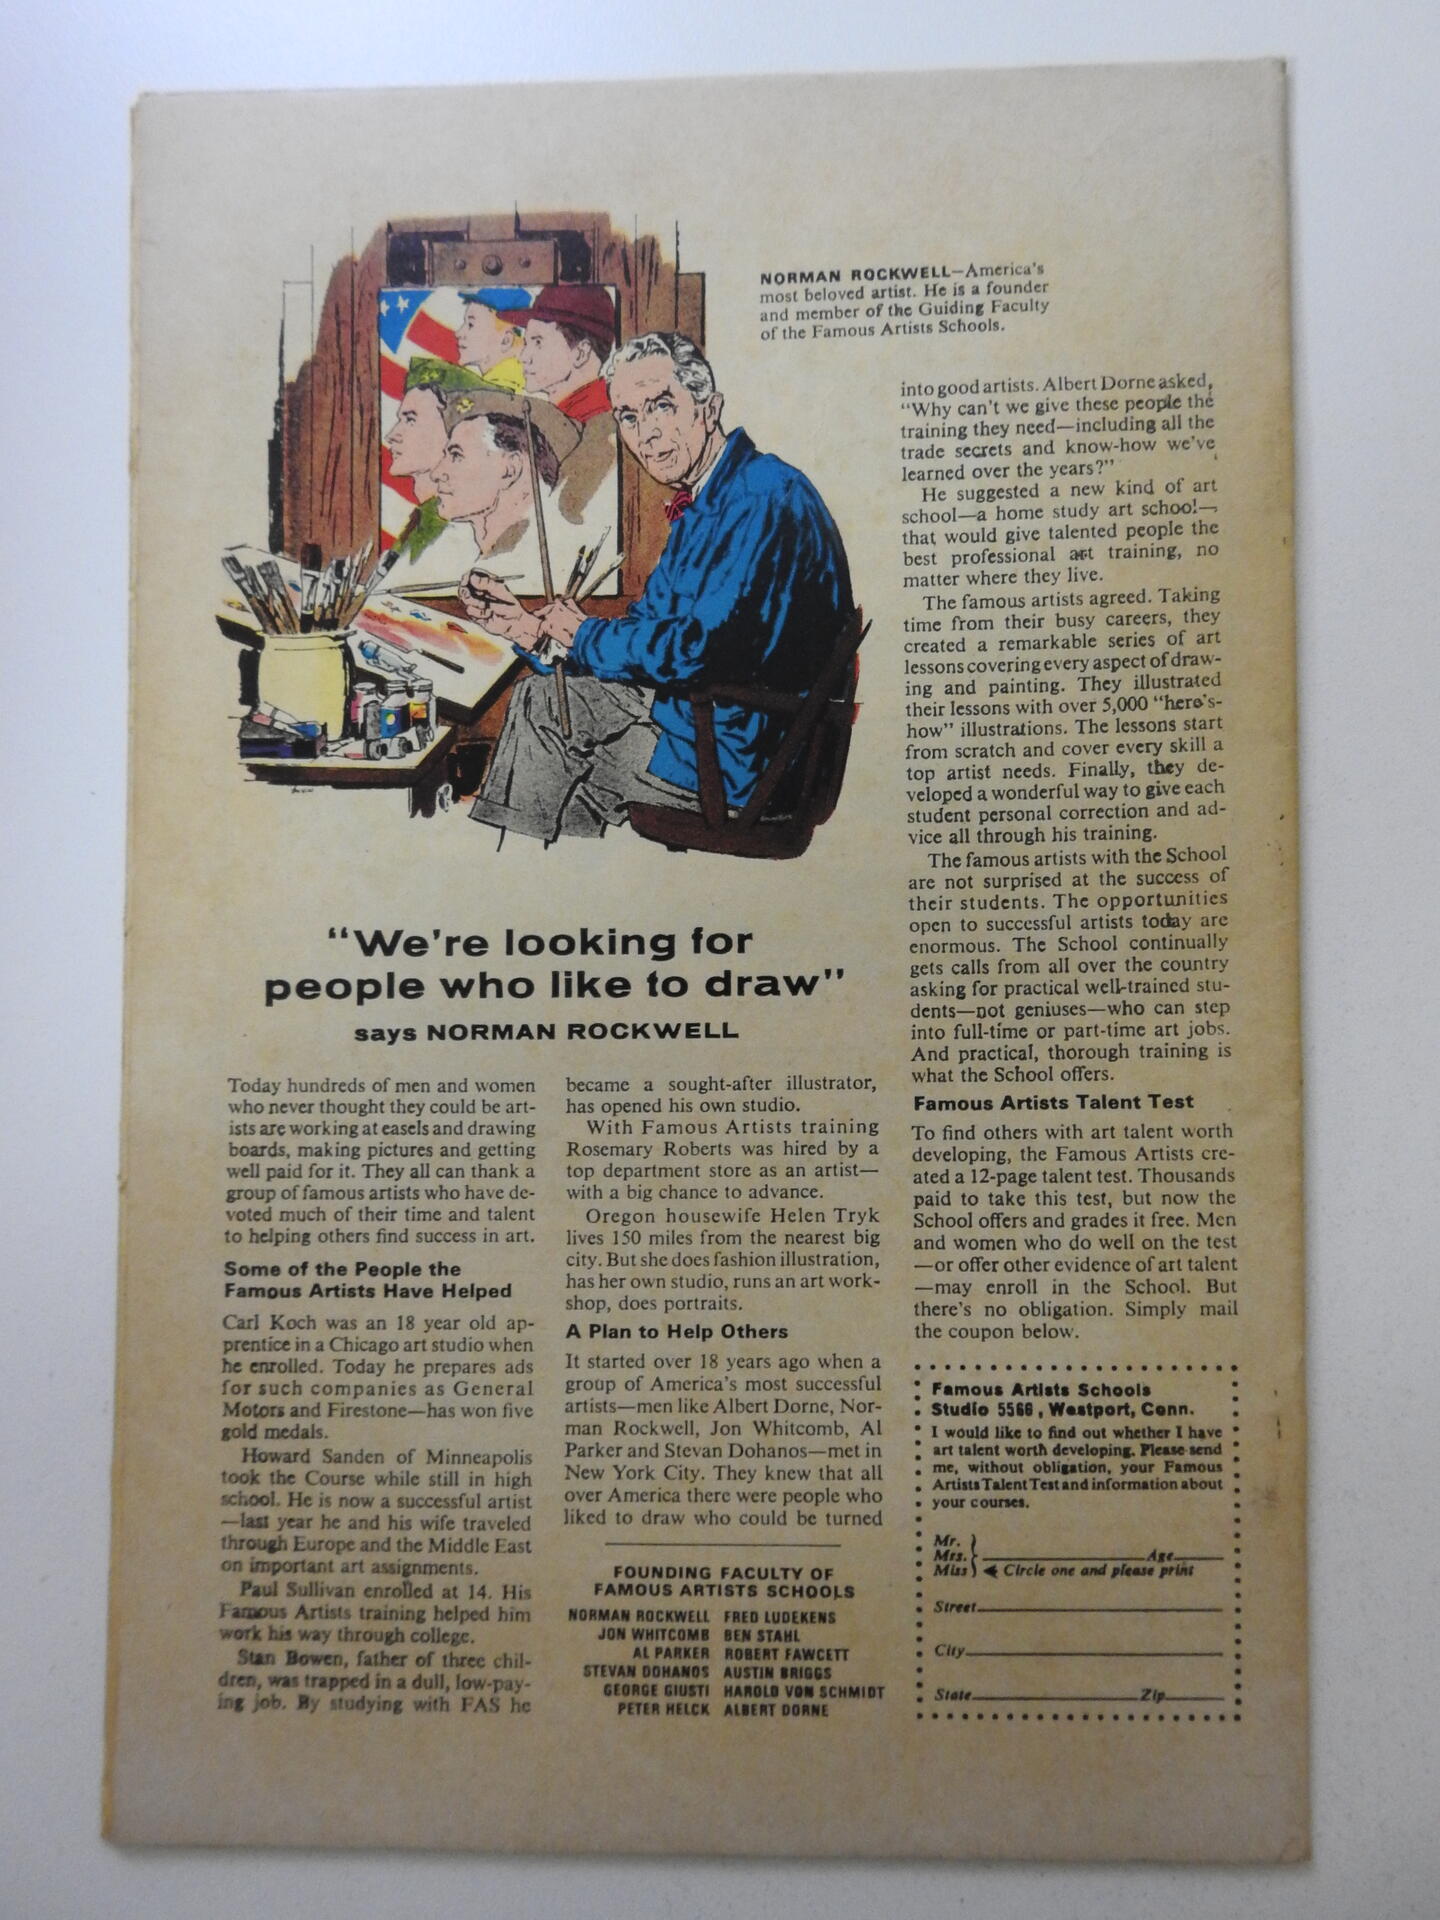 NORMAN ROCKWELL—America's
most beloved artist. He is a founder
and member of the Guiding Faculty
of the Famous Artists Schools.
"We're looking for
people who like to draw"
says NORMAN ROCKWELL
Today hundreds of men and women
who never thought they could be art-
ists are working at easels and drawing
boards, making pictures and getting
well paid for it. They all can thank a
group of famous artists who have de-
voted much of their time and talent
to helping others find success in art.
Some of the People the
Famous Artists Have Helped
Carl Koch was an 18 year old ap-
prentice in a Chicago art studio when
he enrolled. Today he prepares ads
for such companies as General
Motors and Firestone—has won five
gold medals.
Howard Sanden of Minneapolis
took the Course while still in high
school. He is now a successful artist
—last year he and his wife traveled
through Europe and the Middle East
on important art assignments.
Paul Sullivan enrolled at 14. His
Famous Artists training helped him
work his way through college.
Stan Bowen, father of three chil-
dren, was trapped in a dull, low-pay-
ing job. By studying with FAS he
became a sought-after illustrator,
has opened his own studio.
With Famous Artists training
Rosemary Roberts was hired by a
top department store as an artist—
with a big chance to advance.
Oregon housewife Helen Tryk
lives 150 miles from the nearest big
city. But she does fashion illustration,
has her own studio, runs an art work-
shop, does portraits.
A Plan to Help Others
It started over 18 years ago when a
group of America's most successful
artists—men like Albert Dorne, Nor-
man Rockwell, Jon Whitcomb, Al
Parker and Stevan Dohanos—met in
New York City. They knew that all
over America there were people who
liked to draw who could be turned
into good artists. Albert Dorne asked,
"Why can't we give these people the
training they need—including all the
trade secrets and know-how we've
learned over the years?"
He suggested a new kind of art
school—a home study art school—
that would give talented people the
best professional art training, no
matter where they live.
The famous artists agreed. Taking
time from their busy careers, they
created a remarkable series of art
lessons covering every aspect of draw-
ing and painting. They illustrated
their lessons with over 5,000 "here's-
how" illustrations. The lessons start
from scratch and cover every skill a
top artist needs. Finally, they de-
veloped a wonderful way to give each
student personal correction and ad-
vice all through his training.
The famous artists with the School
are not surprised at the success of
their students. The opportunities
open to successful artists today are
enormous. The School continually
gets calls from all over the country
asking for practical well-trained stu-
dents—not geniuses—who can step
into full-time or part-time art jobs.
And practical, thorough training is
what the School offers.
Famous Artists Talent Test
To find others with art talent worth
developing, the Famous Artists cre-
ated a 12-page talent test. Thousands
paid to take this test, but now the
School offers and grades it free. Men
and women who do well on the test
—or offer other evidence of art talent
—may enroll in the School. But
there's no obligation. Simply mail
the coupon below.
FOUNDING FACULTY OF
FAMOUS ARTISTS SCHOOLS
NORMAN ROCKWELL FRED LUDEKENS
JON WHITCOMB BEN STAHL
AL PARKER ROBERT FAWCETT
STEVAN DOHANOS AUSTIN BRIGGS
GEORGE GIUSTI HAROLD VON SCHMIDT
PETER HELCK ALBERT DORNE
Famous Artists Schools
Studio 5566, Westport, Conn.
I would like to find out whether I have
art talent worth developing. Please send
me, without obligation, your Famous
Artists Talent Test and information about
your courses.
Mr.
Mrs. Age
Miss Circle one and please print
Street
City
State Zip